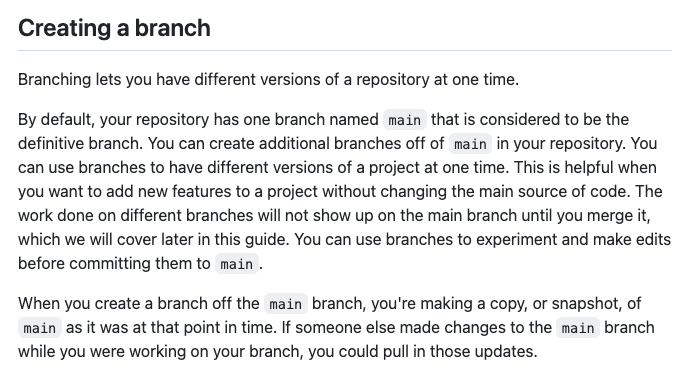 Creating a branch
Branching lets you have different versions of a repository at one time.
By default, your repository has one branch named main that is considered to be the
definitive branch. You can create additional branches off of main in your repository. You
can use branches to have different versions of a project at one time. This is helpful when
you want to add new features to a project without changing the main source of code. The
work done on different branches will not show up on the main branch until you merge it,
which we will cover later in this guide. You can use branches to experiment and make edits
before committing them to main.
When you create a branch off the main branch, you're making a copy, or snapshot, of
main as it was at that point in time. If someone else made changes to the main branch
while you were working on your branch, you could pull in those updates.